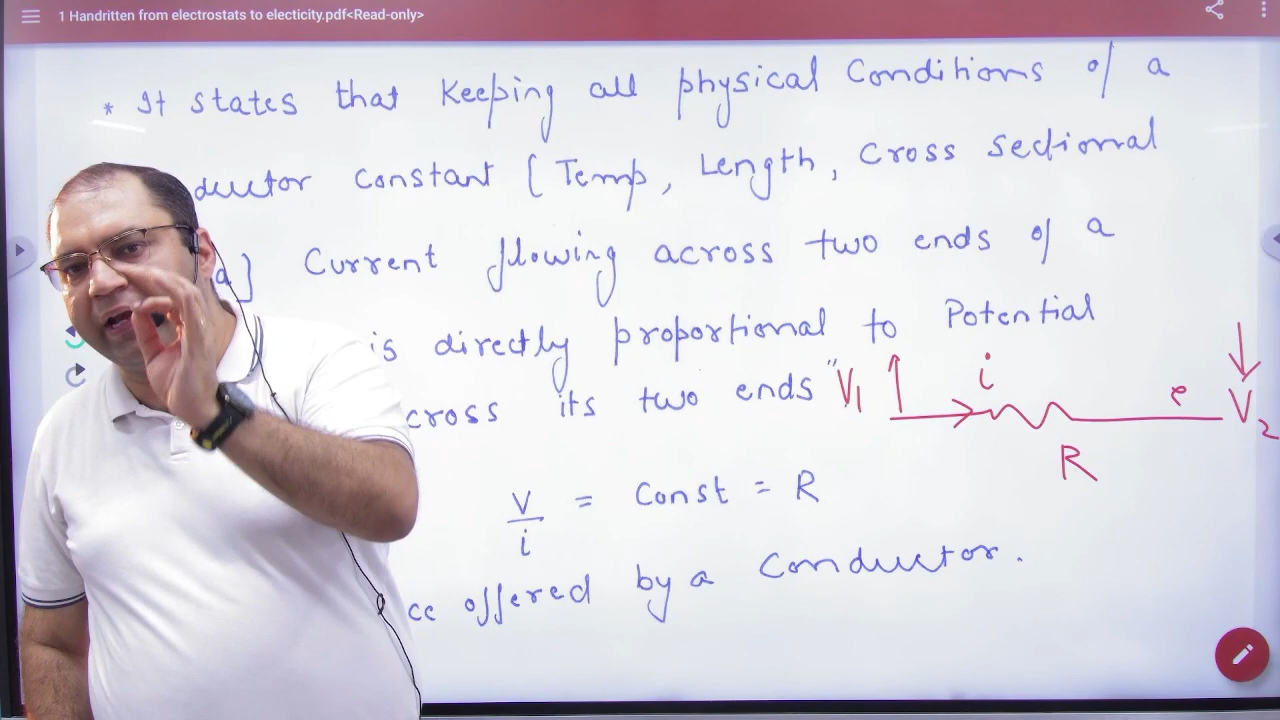 1 Handritten from electrostats to electicity.pdf<Read-only>
* It states that Keeping all physical Conditions of a
ductor constant [Temp, Length, cross sectional
a] Current flowing across two ends of a
is directly proportional to Potential
cross its two ends "
V1 i e V2
R
V/i = Const = R
ce offered by a Conductor.